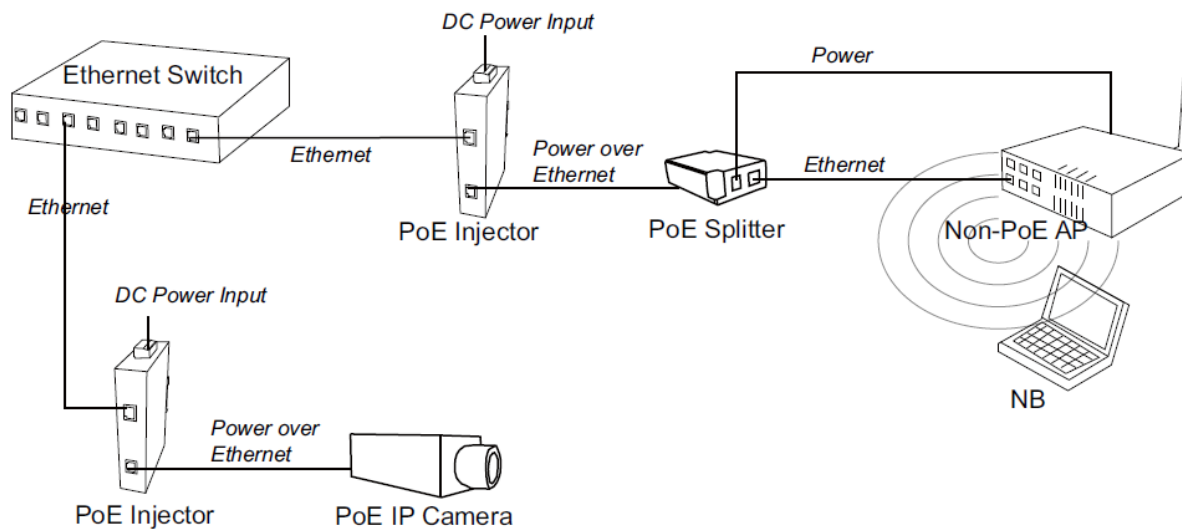 DC Power Input
Ethernet Switch
Power
Ethernet
Power over
Ethernet
Ethernet
Ethernet
PoE Injector
PoE Splitter
Non-PoE AP
DC Power Input
NB
Power over
Ethernet
PoE Injector
PoE IP Camera